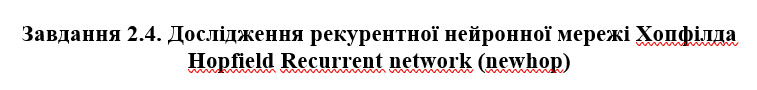 Завдання 2.4. Дослідження рекурентної нейронної мережі Хопфілда
Hopfield Recurrent network (newhop)